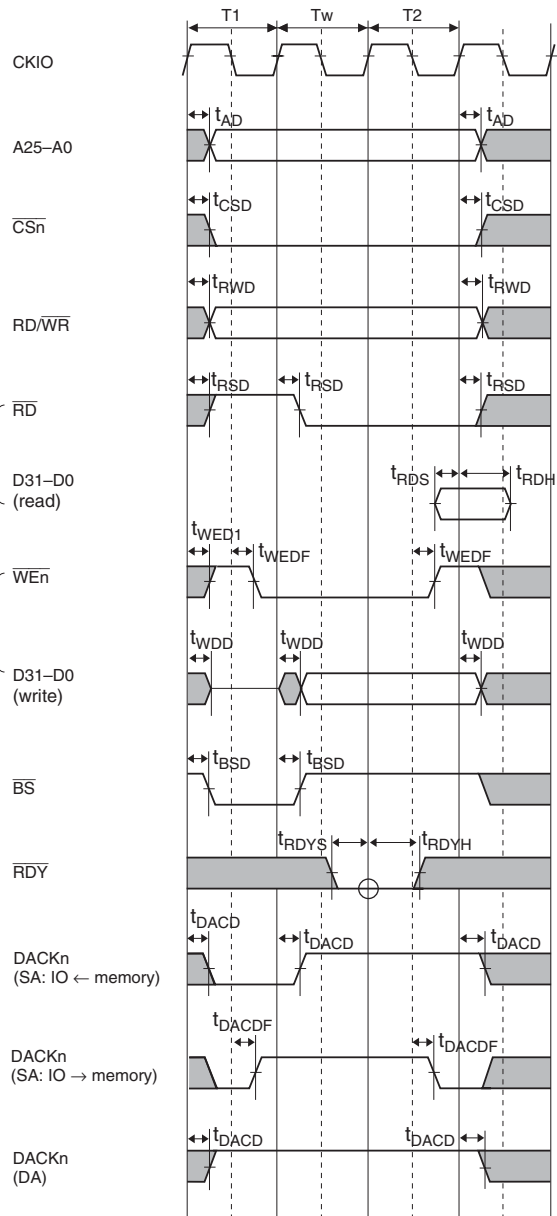 T1 Tw T2
CKIO
tAD tAD
A25–A0
tCSD tCSD
CSn
tRWD tRWD
RD/WR
tRSD tRSD tRSD
RD
D31–D0
(read)
tRDS tRDH
tWED1
tWEDF tWEDF
WEn
tWDD tWDD tWDD
D31–D0
(write)
tBSD tBSD
BS
tRDYS tRDYH
RDY
tDACD
tDACD tDACD
DACKn
(SA: IO ← memory)
tDACDF
tDACDF
DACKn
(SA: IO → memory)
tDACD tDACD
DACKn
(DA)